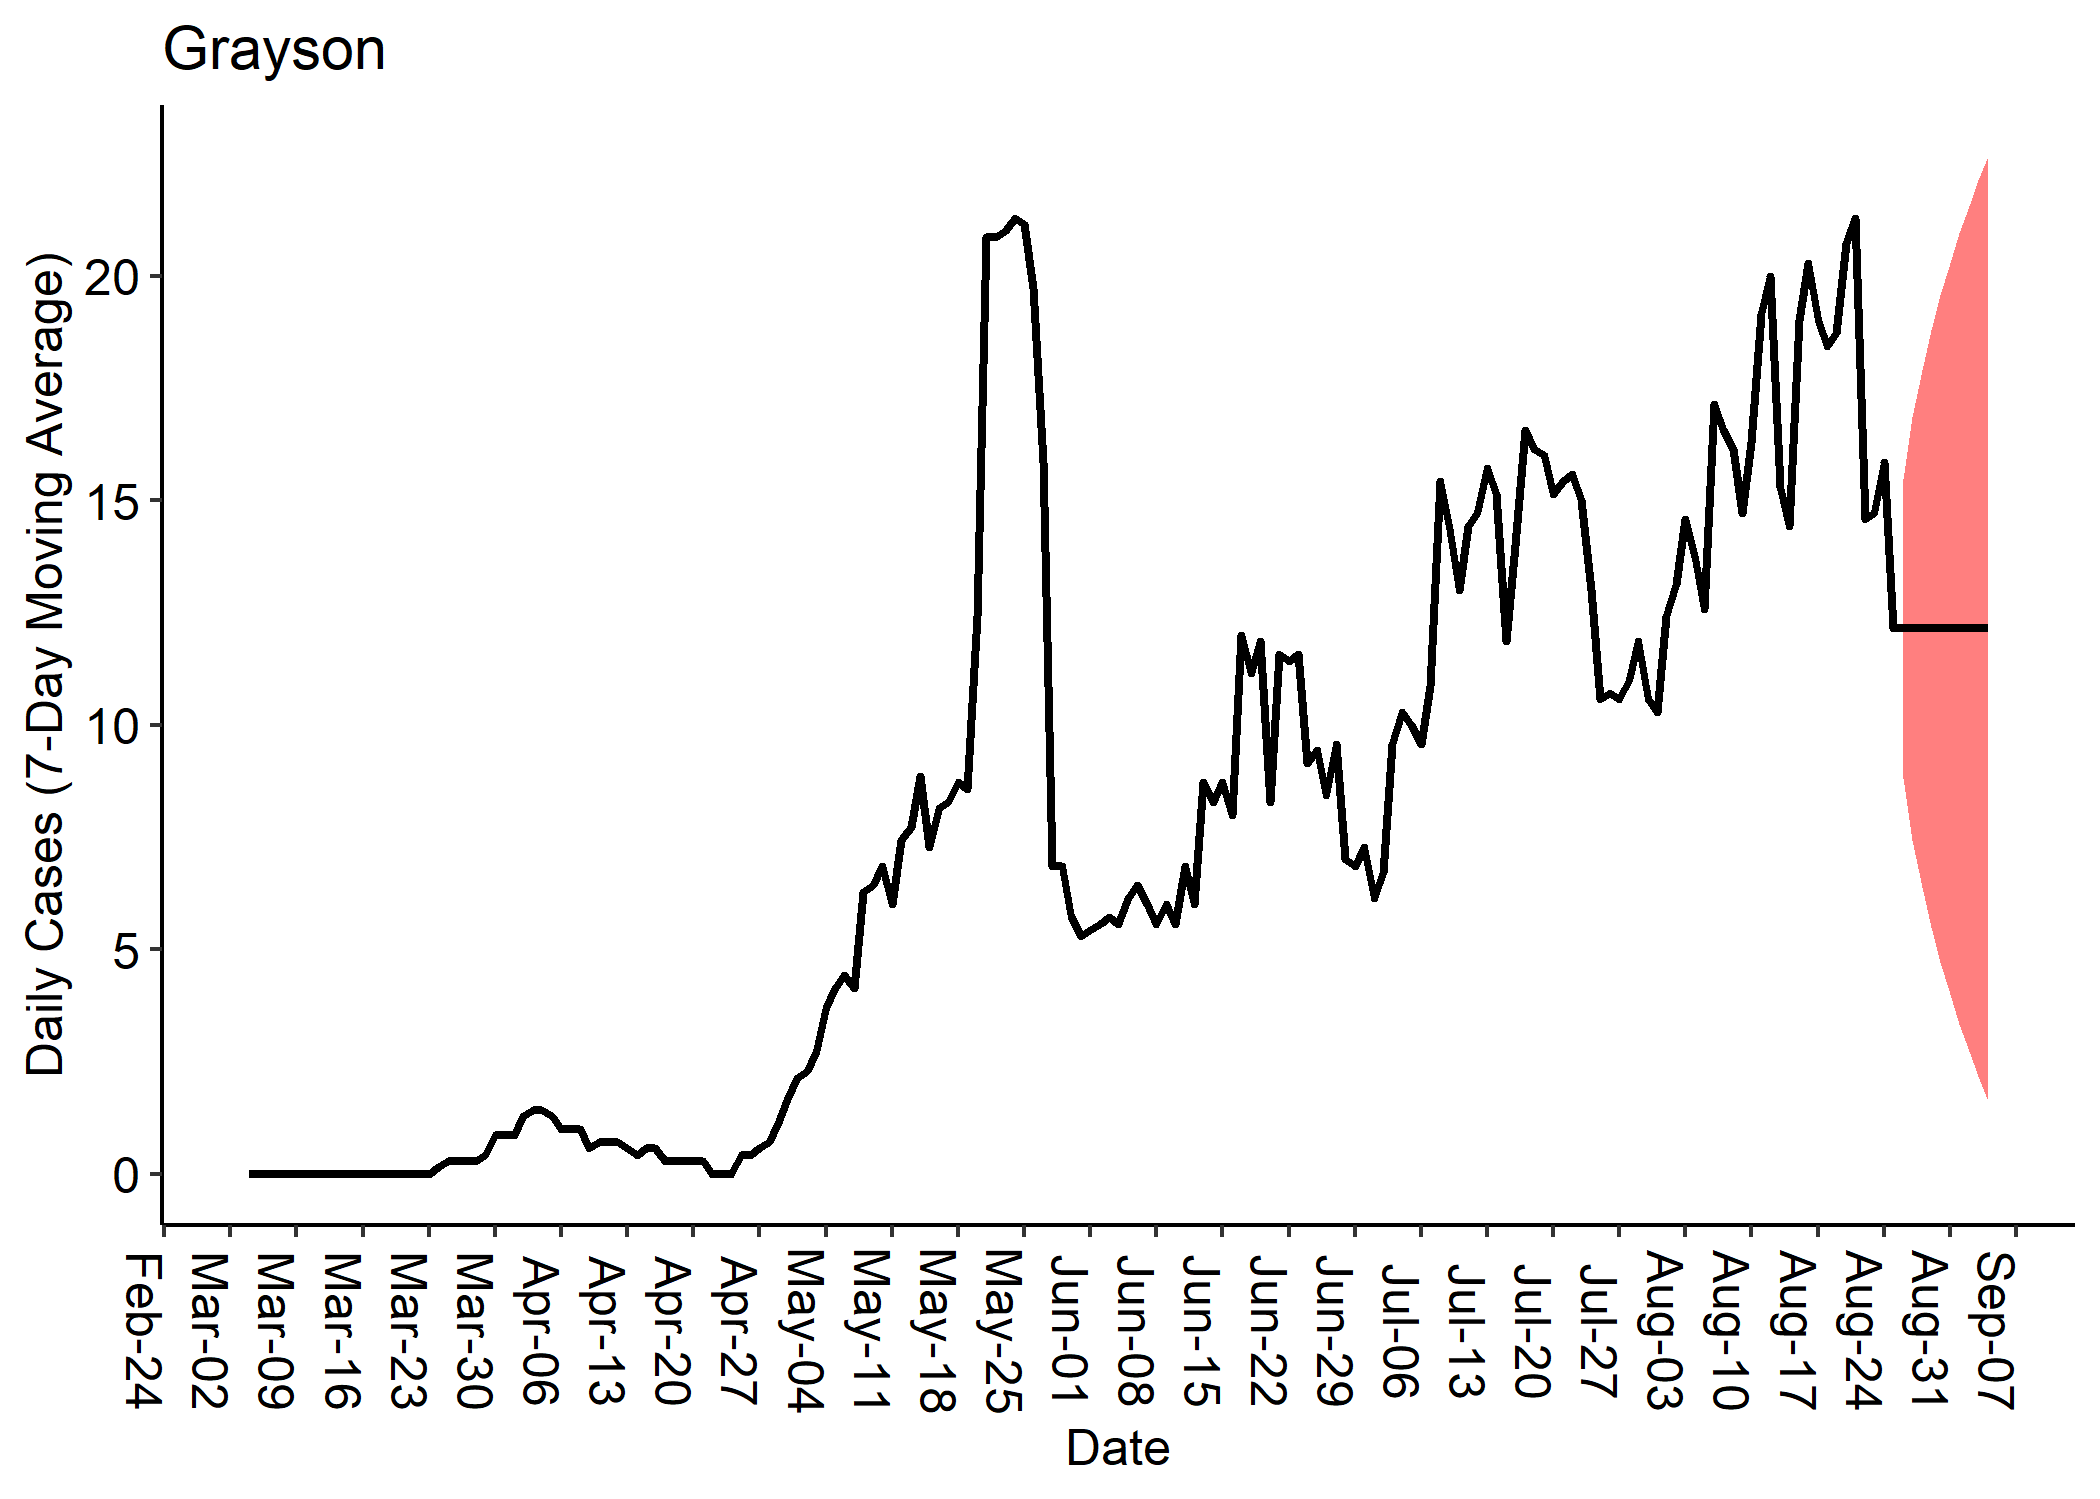 Grayson
Daily Cases (7-Day Moving Average)
20
15
10
5
0
Feb-24
Mar-02
Mar-09
Mar-16
Mar-23
Mar-30
Apr-06
Apr-13
Apr-20
Apr-27
May-04
May-11
May-18
May-25
Jun-01
Jun-08
Jun-15
Jun-22
Jun-29
Jul-06
Jul-13
Jul-20
Jul-27
Aug-03
Aug-10
Aug-17
Aug-24
Aug-31
Sep-07
Date